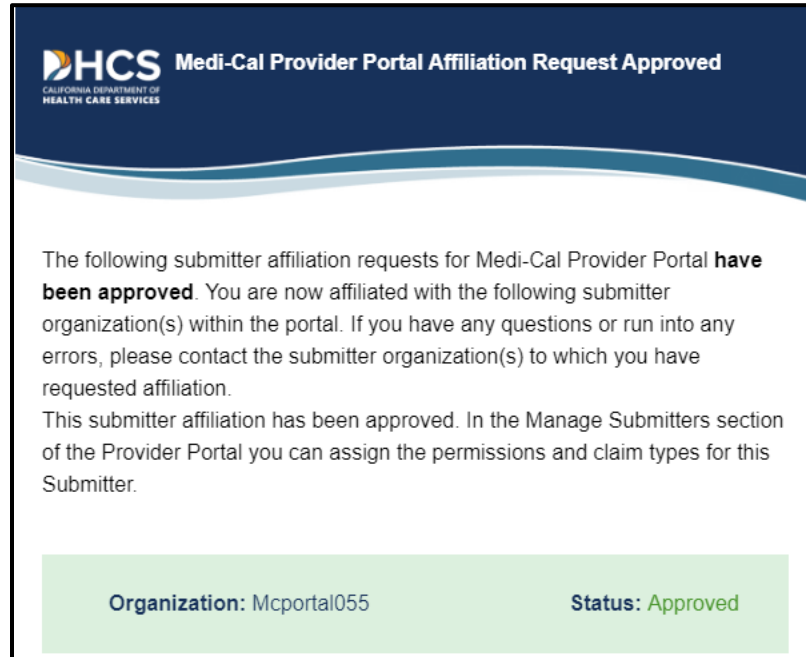 DHCS Medi-Cal Provider Portal Affiliation Request Approved
CALIFORNIA DEPARTMENT OF
HEALTH CARE SERVICES
The following submitter affiliation requests for Medi-Cal Provider Portal have
been approved. You are now affiliated with the following submitter
organization(s) within the portal. If you have any questions or run into any
errors, please contact the submitter organization(s) to which you have
requested affiliation.
This submitter affiliation has been approved. In the Manage Submitters section
of the Provider Portal you can assign the permissions and claim types for this
Submitter.
Organization: Mcportal055 Status: Approved